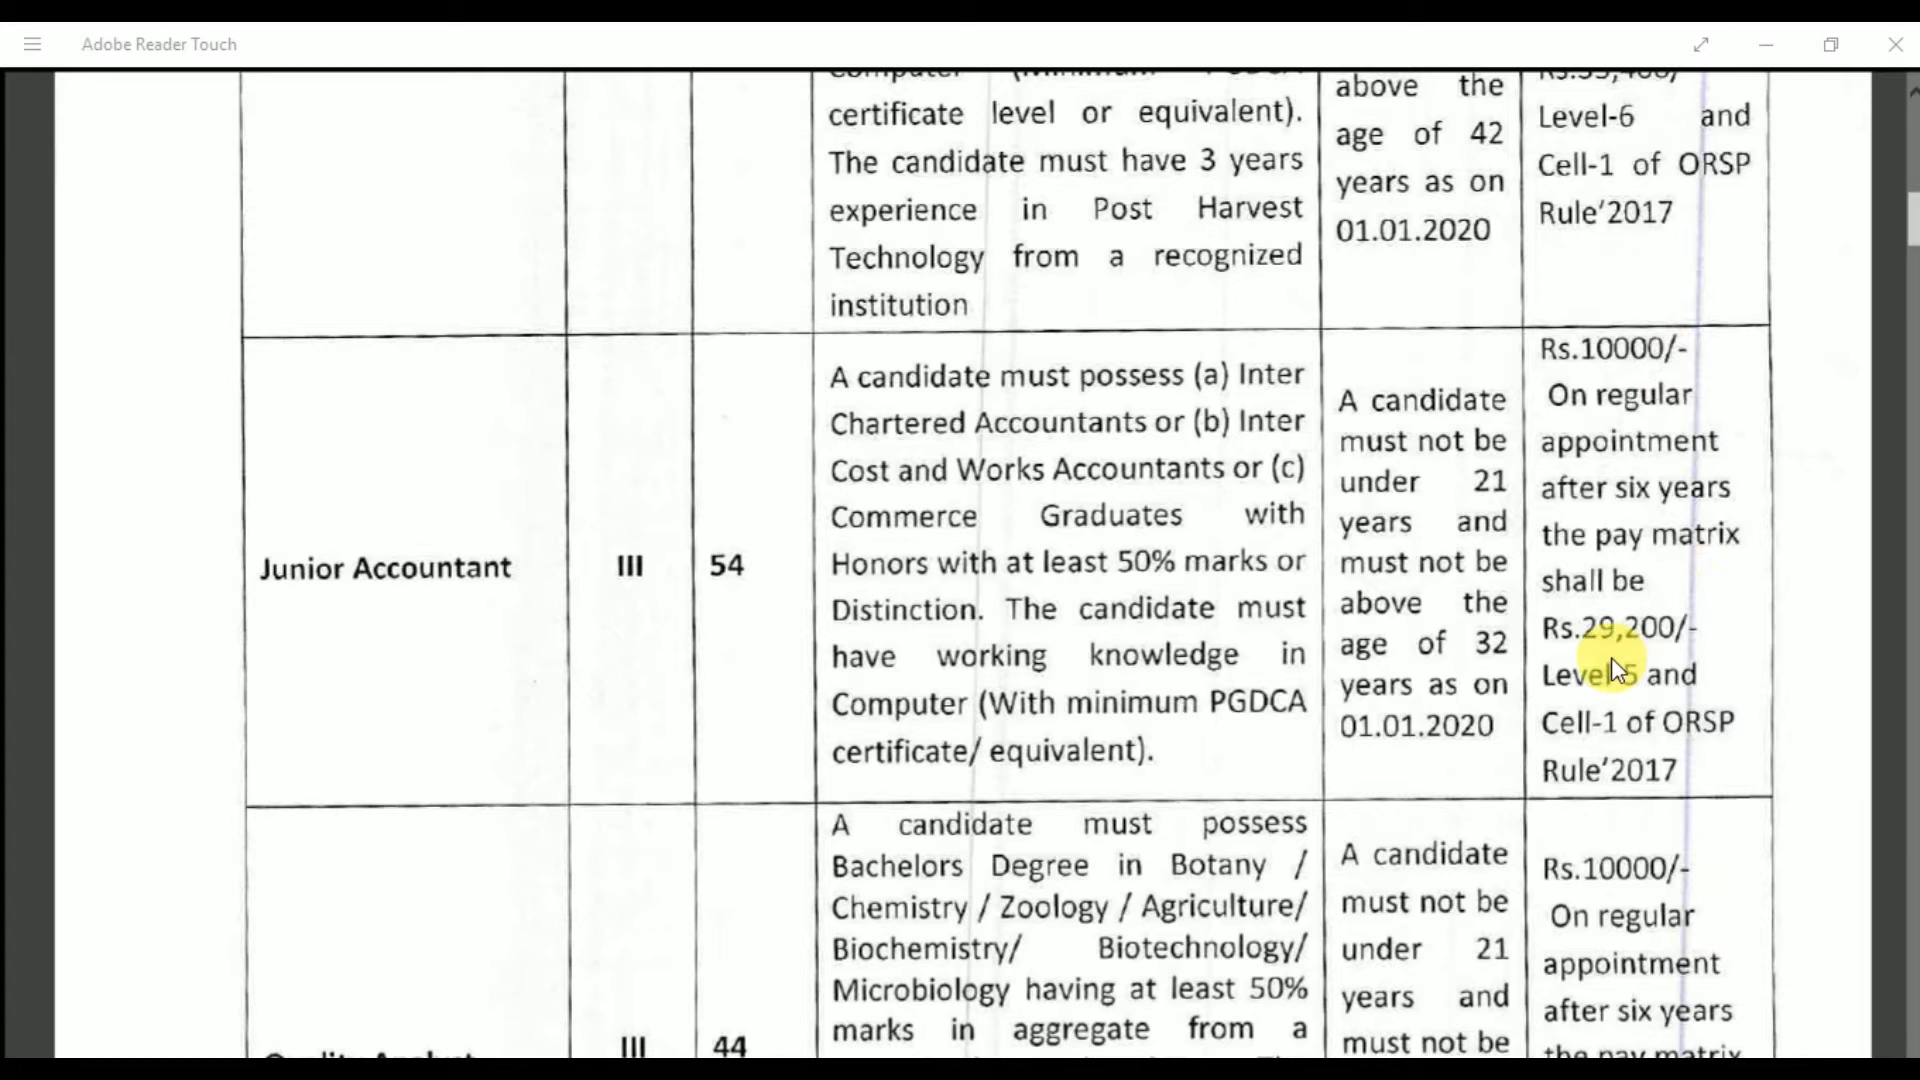 Adobe Reader Touch
certificate level or equivalent).
The candidate must have 3 years
experience in Post Harvest
Technology from a recognized
institution
above the
age of 42
years as on
01.01.2020
Level-6 and
Cell-1 of ORSP
Rule'2017
Junior Accountant
III
54
A candidate must possess (a) Inter
Chartered Accountants or (b) Inter
Cost and Works Accountants or (c)
Commerce Graduates with
Honors with at least 50% marks or
Distinction. The candidate must
have working knowledge in
Computer (With minimum PGDCA
certificate/ equivalent).
A candidate
must not be
under 21
years and
must not be
above the
age of 32
years as on
01.01.2020
Rs.10000/-
On regular
appointment
after six years
the pay matrix
shall be
Rs.29,200/-
Level-5 and
Cell-1 of ORSP
Rule'2017
Quality Analyst
III
44
A candidate must possess
Bachelors Degree in Botany /
Chemistry / Zoology / Agriculture/
Biochemistry/ Biotechnology/
Microbiology having at least 50%
marks in aggregate from a
A candidate
must not be
under 21
years and
must not be
Rs.10000/-
On regular
appointment
after six years
the pay matrix